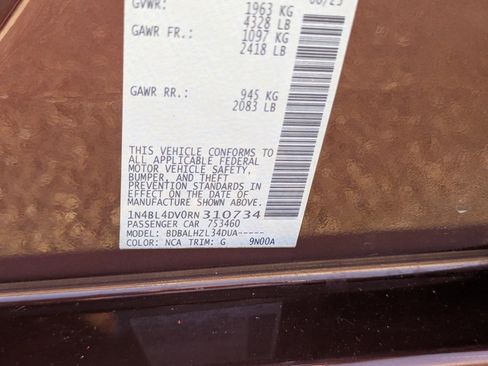 GVWR: 1963 KG
4328 LB
GAWR FR.: 1097 KG
2418 LB
GAWR RR.: 945 KG
2083 LB
THIS VEHICLE CONFORMS TO
ALL APPLICABLE FEDERAL
MOTOR VEHICLE SAFETY,
BUMPER, AND THEFT
PREVENTION STANDARDS IN
EFFECT ON THE DATE OF
MANUFACTURE SHOWN ABOVE.
1N4BL4DV0RN310734
PASSENGER CAR 753460
MODEL: BDBALHZL34DUA-----
COLOR: NCA TRIM: G 9N00A